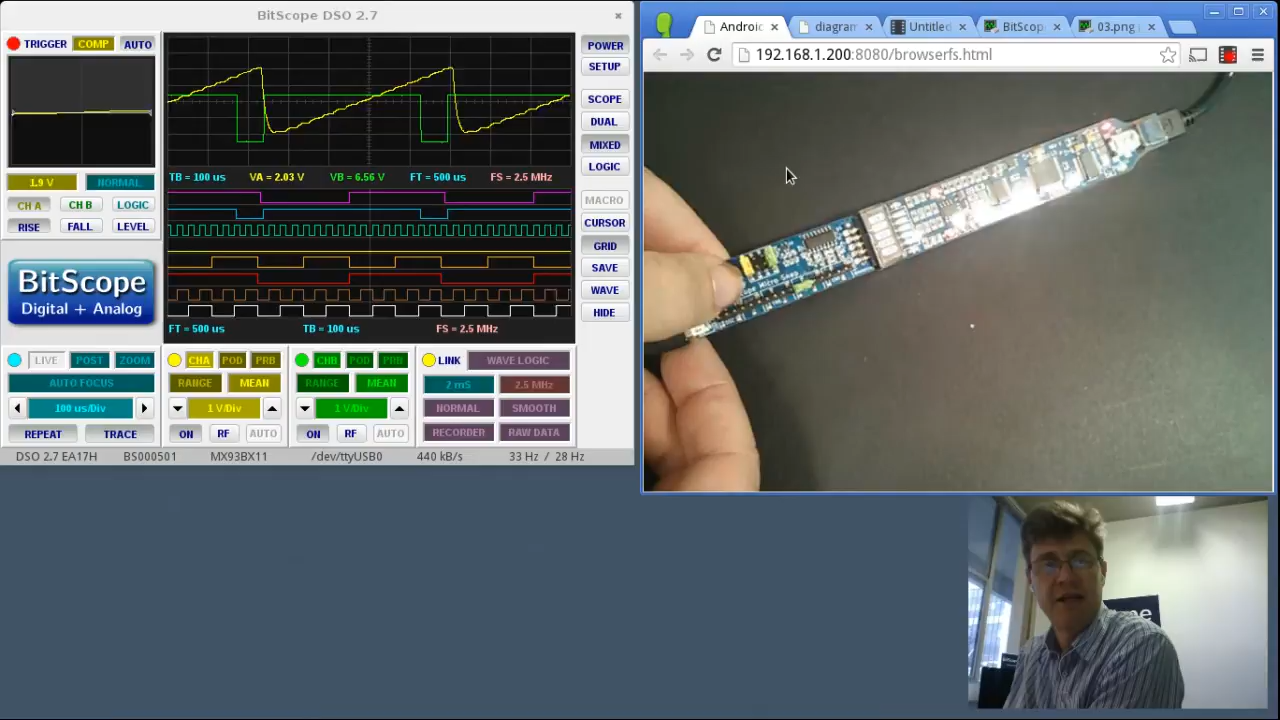 BitScope DSO 2.7
TRIGGER COMP AUTO
1.9 V NORMAL
CH A CH B LOGIC
RISE FALL LEVEL
BitScope
Digital + Analog
TB = 100 us VA = 2.03 V VB = 6.56 V FT = 500 us FS = 2.5 MHz
FT = 500 us TB = 100 us FS = 2.5 MHz
POWER
SETUP
SCOPE
DUAL
MIXED
LOGIC
MACRO
CURSOR
GRID
SAVE
WAVE
HIDE
LIVE POST ZOOM
AUTO FOCUS
100 us/Div
REPEAT TRACE
CHA POD PRB
RANGE MEAN
1 V/Div
ON RF AUTO
CHB POD PRB
RANGE MEAN
1 V/Div
ON RF AUTO
LINK WAVE LOGIC
2 mS 2.5 MHz
NORMAL SMOOTH
RECORDER RAW DATA
DSO 2.7 EA17H BS000501 MX93BX11 /dev/ttyUSB0 440 kB/s 33 Hz / 28 Hz
Android diagram Untitled BitScope 03.png
192.168.1.200:8080/browserfs.html
Micro Snap